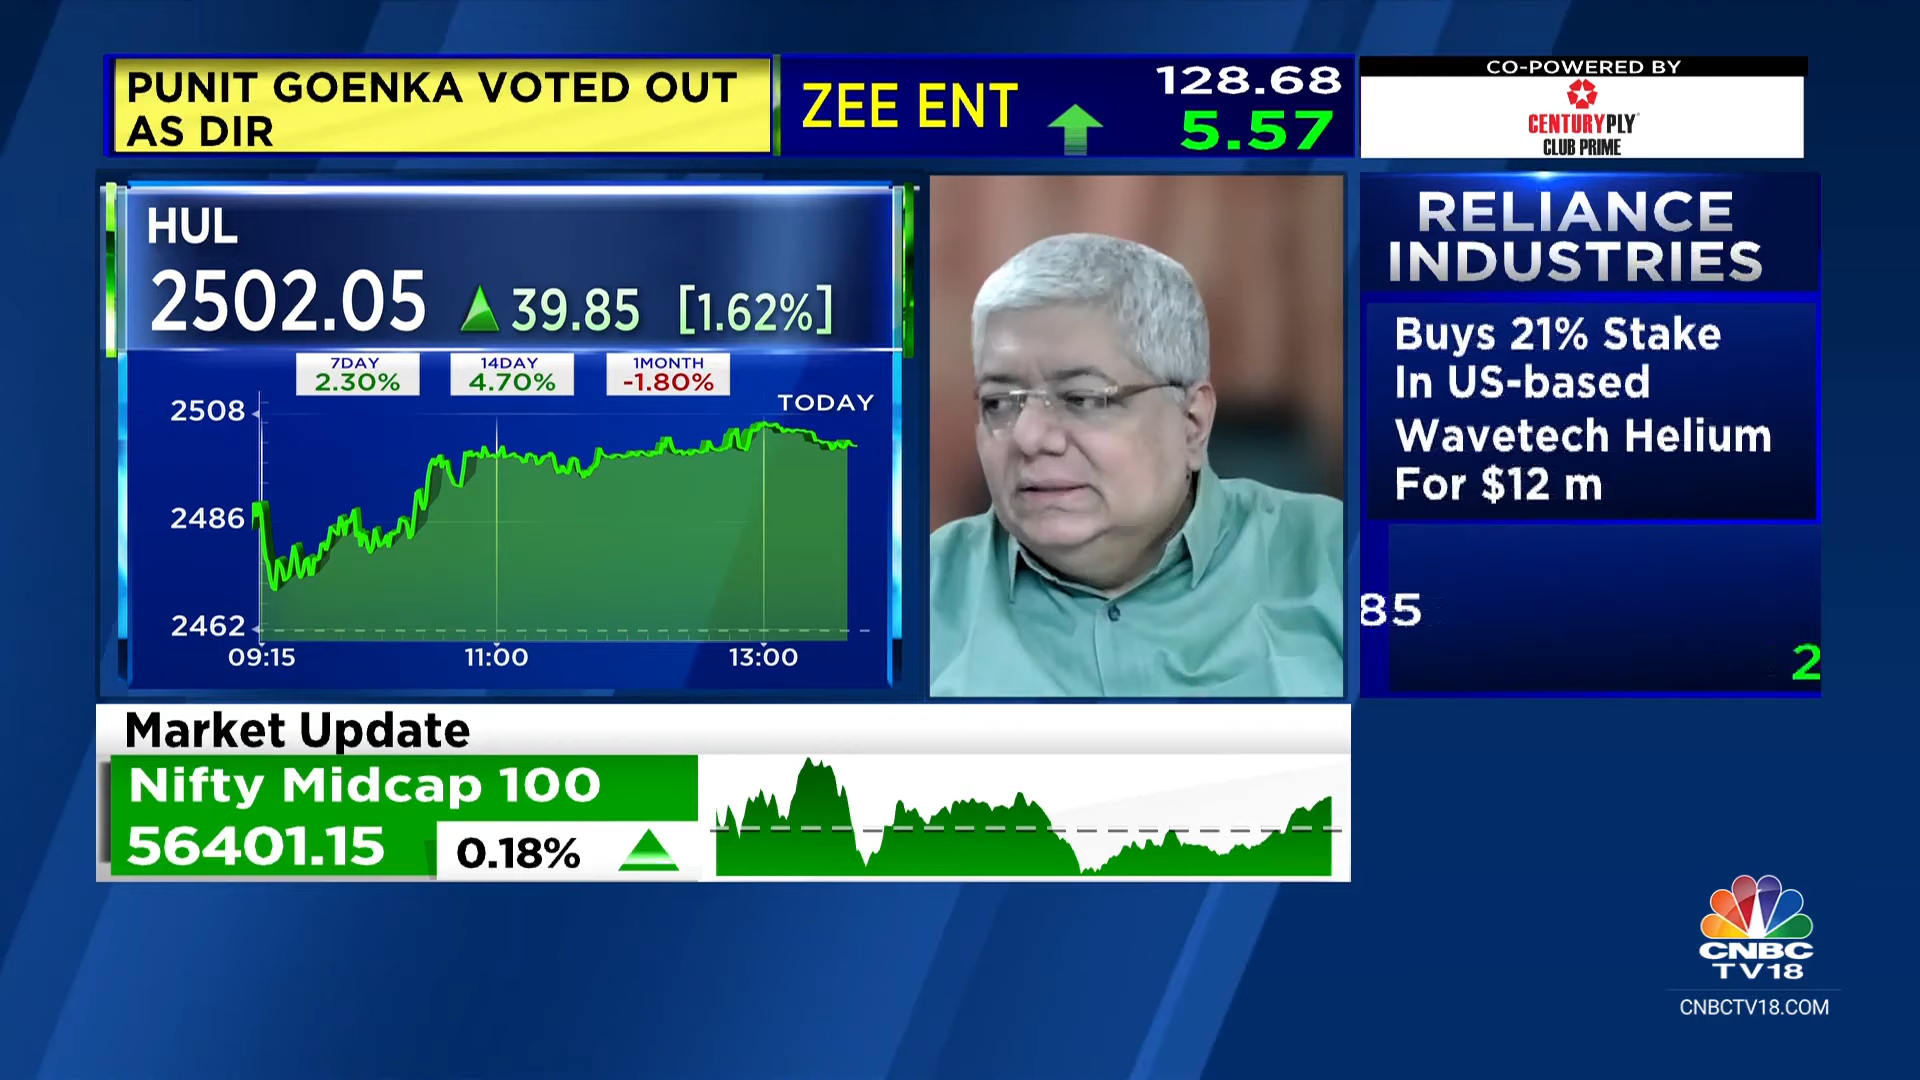 PUNIT GOENKA VOTED OUT
AS DIR
ZEE ENT
128.68
5.57
CO-POWERED BY
CENTURYPLY
CLUB PRIME
HUL
2502.05 39.85 [1.62%]
7DAY
2.30%
14DAY
4.70%
1MONTH
-1.80%
TODAY
2508
2486
2462
09:15 11:00 13:00
RELIANCE
INDUSTRIES
Buys 21% Stake
In US-based
Wavetech Helium
For $12 m
85
2
Market Update
Nifty Midcap 100
56401.15
0.18%
CNBC
TV18
CNBCTV18.COM